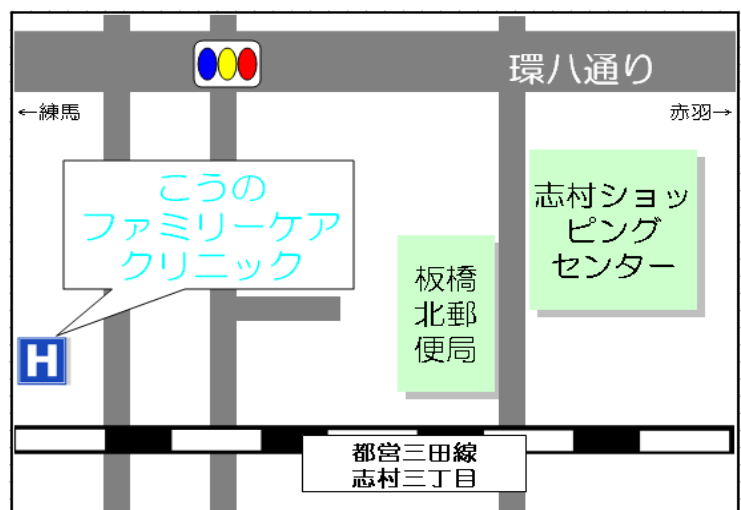 環八通り
←練馬
赤羽→
こうの
ファミリーケア
クリニック
志村ショッ
ピング
センター
板橋
北郵
便局
H
都営三田線
志村三丁目